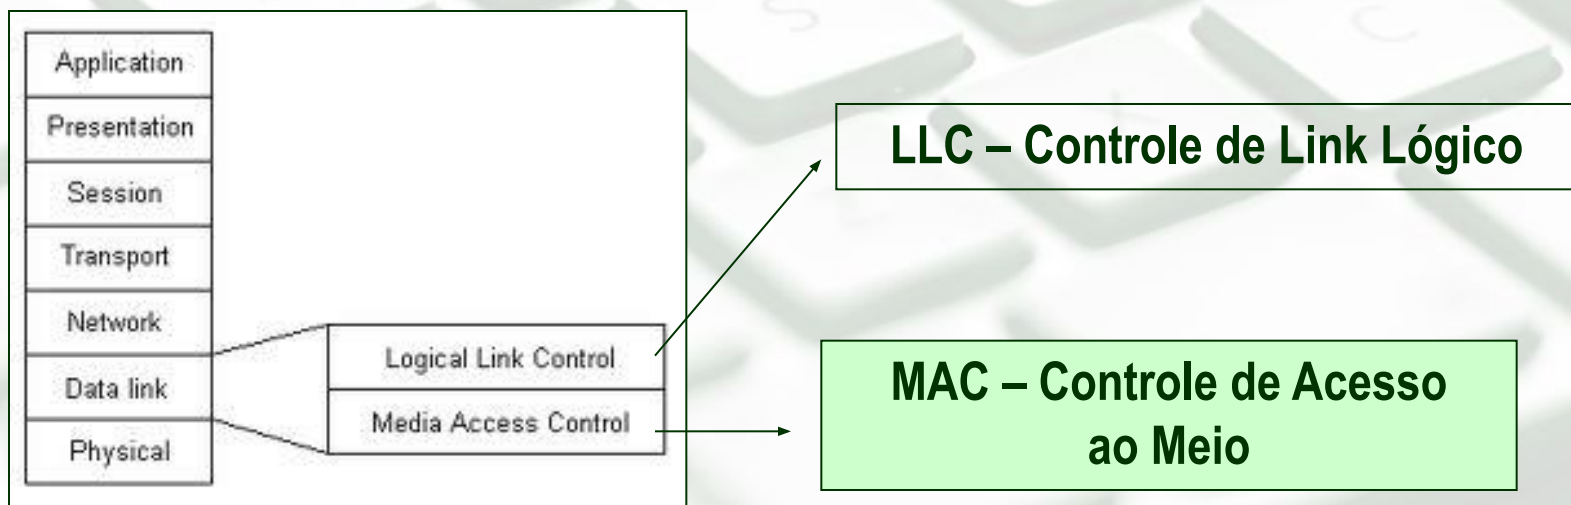 Application
Presentation
Session
Transport
Network
Data link
Physical
Logical Link Control
Media Access Control
LLC – Controle de Link Lógico
MAC – Controle de Acesso
ao Meio